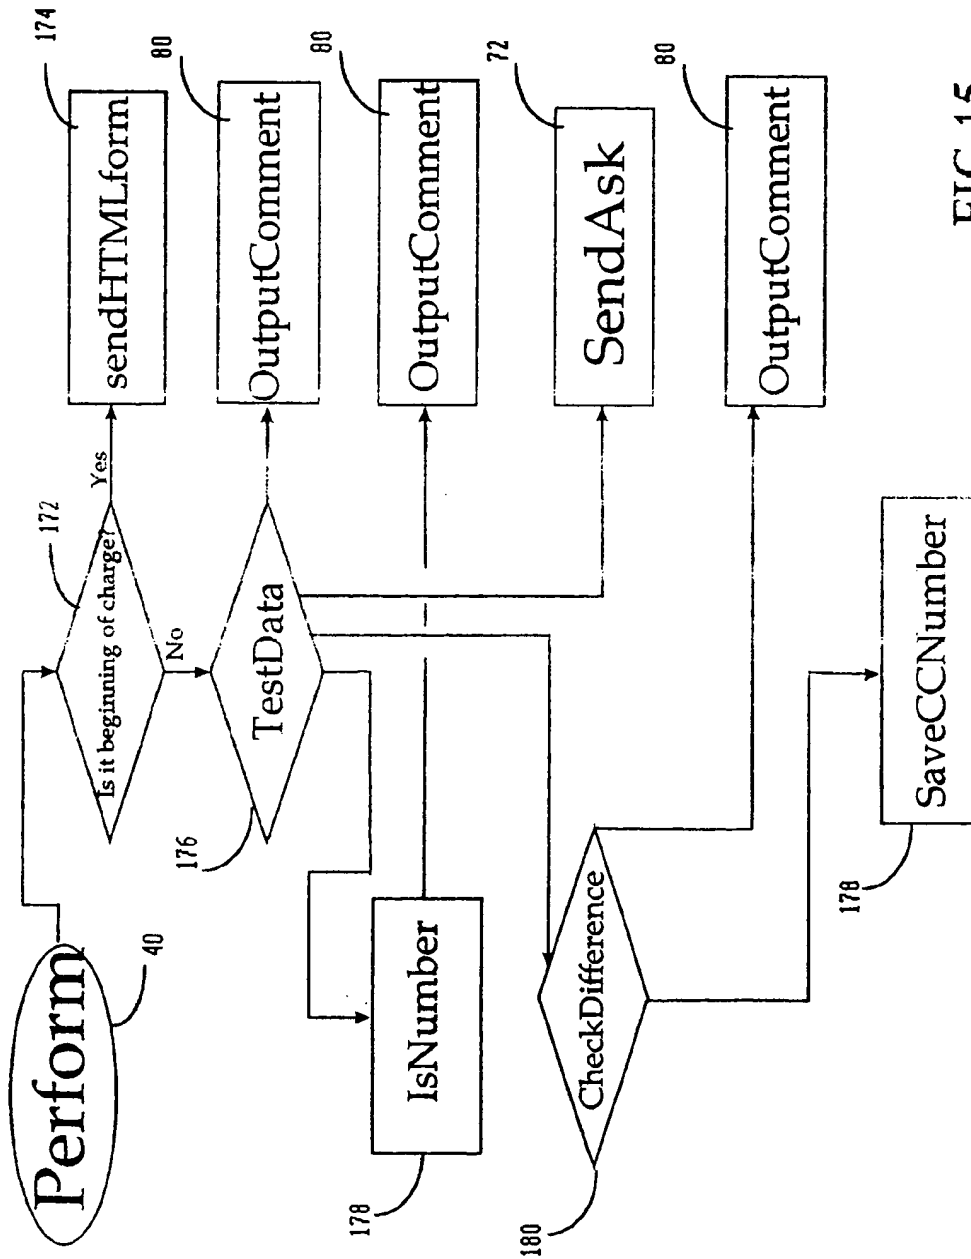 Perform
40
Is it beginning of charge?
172
Yes
sendHTMLform
174
No
TestData
176
OutputComment
80
IsNumber
178
OutputComment
80
SendAsk
72
CheckDifference
180
OutputComment
80
SaveCCNumber
178
FIG. 15